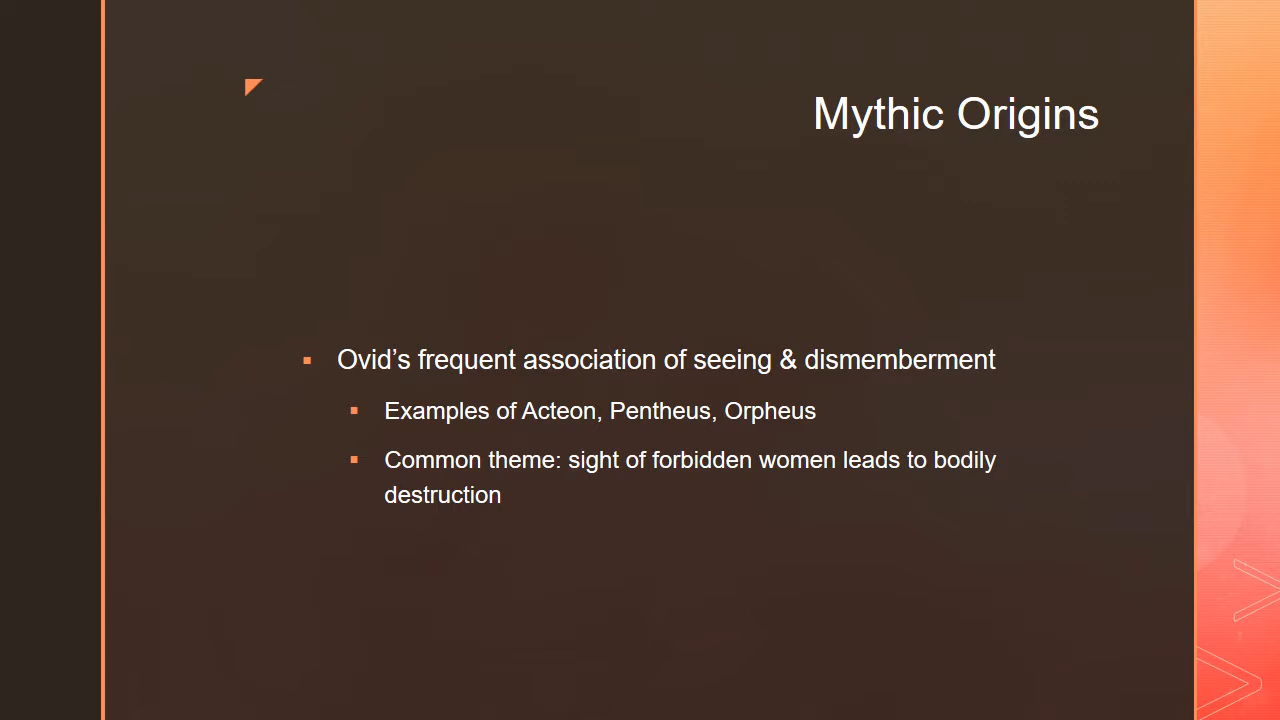 Mythic Origins
Ovid’s frequent association of seeing & dismemberment
Examples of Acteon, Pentheus, Orpheus
Common theme: sight of forbidden women leads to bodily
destruction